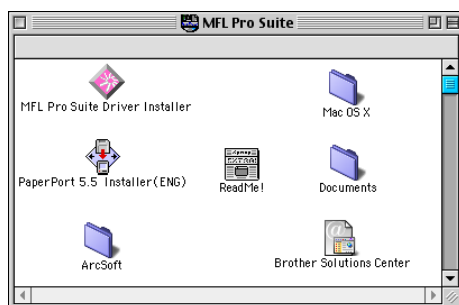 MFL Pro Suite
MFL Pro Suite Driver Installer
Mac OS X
PaperPort 5.5 Installer(ENG)
EXTRA!
ReadMe!
Documents
ArcSoft
Brother Solutions Center